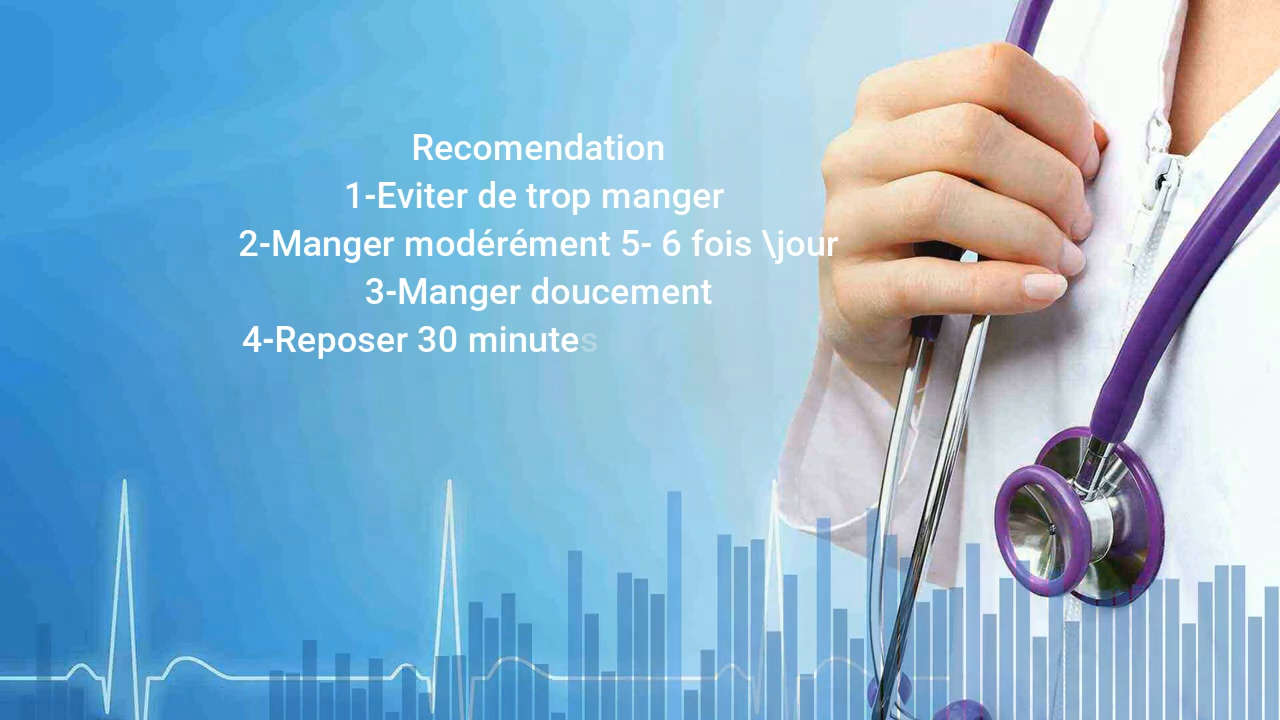 Recomendation
1-Eviter de trop manger
2-Manger modérément 5- 6 fois \jour
3-Manger doucement
4-Reposer 30 minutes